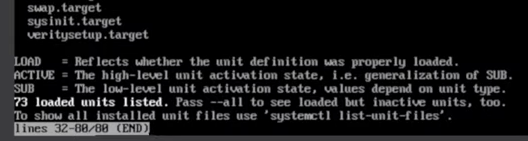 swap.target
sysinit.target
veritysetup.target
LOAD = Reflects whether the unit definition was properly loaded.
ACTIVE = The high-level unit activation state, i.e. generalization of SUB.
SUB = The low-level unit activation state, values depend on unit type.
73 loaded units listed. Pass --all to see loaded but inactive units, too.
To show all installed unit files use 'systemctl list-unit-files'.
lines 32-80/80 (END)